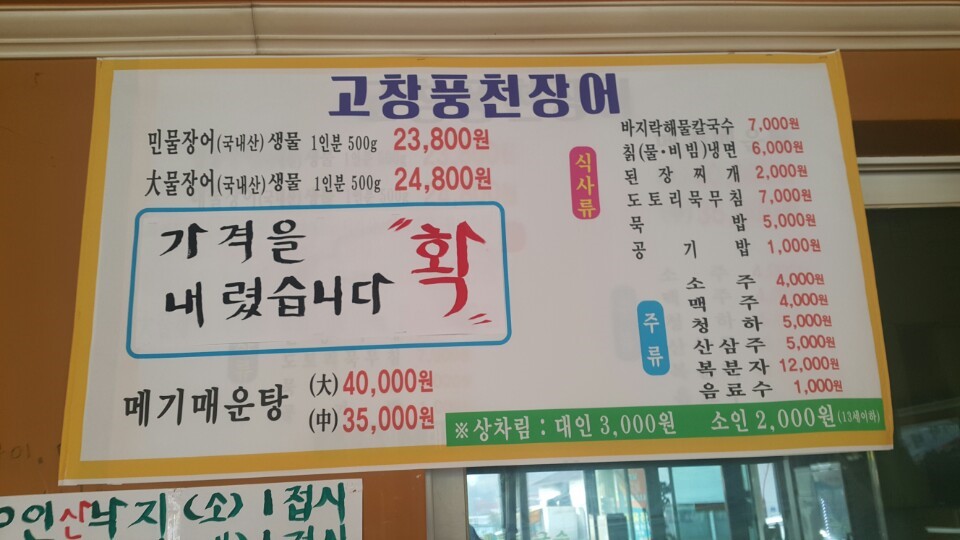 고창풍천장어
민물장어(국내산)생물 1인분 500g 23,800원
大물장어(국내산)생물 1인분 500g 24,800원
가격을 "확"
내렸습니다
메기매운탕 (大) 40,000원
(中) 35,000원
식사류
바지락해물칼국수 7,000원
칡(물·비빔)냉면 6,000원
된장찌개 2,000원
도토리묵무침 7,000원
묵밥 5,000원
공기밥 1,000원
주류
소주 4,000원
맥주 4,000원
청하 5,000원
산삼주 5,000원
복분자 12,000원
음료수 1,000원
※상차림 : 대인 3,000원 소인 2,000원(13세이하)
산낙지 (소) 1접시
1접시